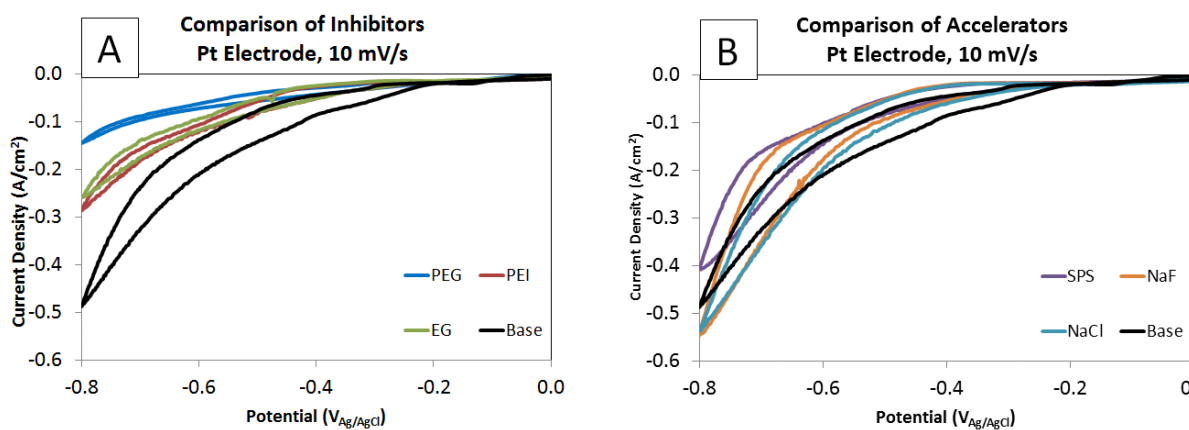 A
Comparison of Inhibitors
Pt Electrode, 10 mV/s
Current Density (A/cm²)
0.0
-0.1
-0.2
-0.3
-0.4
-0.5
-0.6
PEG
PEI
EG
Base
-0.8
-0.6
-0.4
-0.2
0.0
Potential (V_Ag/AgCl)
B
Comparison of Accelerators
Pt Electrode, 10 mV/s
Current Density (A/cm²)
0.0
-0.1
-0.2
-0.3
-0.4
-0.5
-0.6
SPS
NaF
NaCl
Base
-0.8
-0.6
-0.4
-0.2
0
Potential (V_Ag/AgCl)